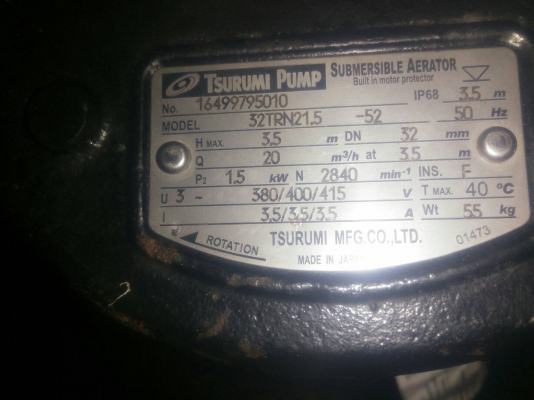 TSURUMI PUMP SUBMERSIBLE AERATOR
Built in motor protector
No. 16499795010 IP68 3.5 m
MODEL 32TRN21.5 -52 50 Hz
H MAX. 3.5 m DN 32 mm
Q 20 m³/h at 3.5 m
P₂ 1.5 kW N 2840 min⁻¹ INS. F
U 3 ~ 380/400/415 V T MAX. 40 °C
I 3.5/3.5/3.5 A Wt 55 kg
ROTATION TSURUMI MFG.CO.,LTD. 01473
MADE IN JAPAN